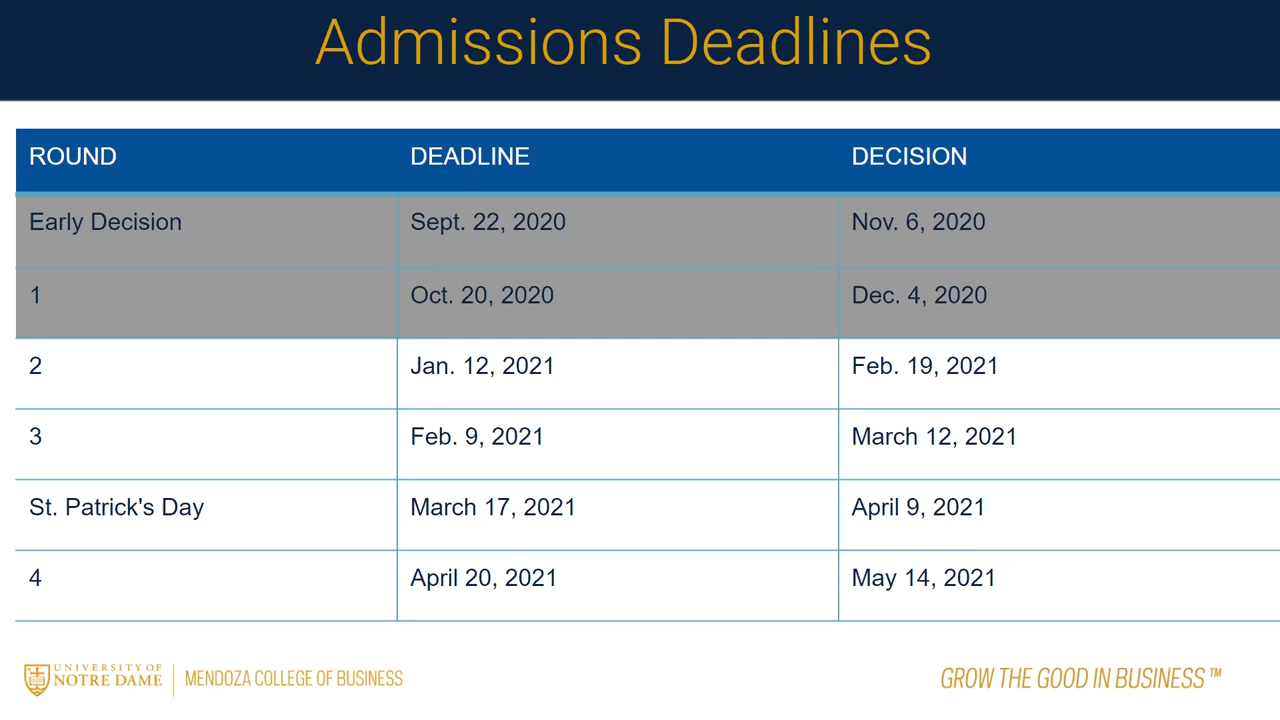 Admissions Deadlines
ROUND DEADLINE DECISION
Early Decision Sept. 22, 2020 Nov. 6, 2020
1 Oct. 20, 2020 Dec. 4, 2020
2 Jan. 12, 2021 Feb. 19, 2021
3 Feb. 9, 2021 March 12, 2021
St. Patrick's Day March 17, 2021 April 9, 2021
4 April 20, 2021 May 14, 2021
UNIVERSITY OF
NOTRE DAME MENDOZA COLLEGE OF BUSINESS GROW THE GOOD IN BUSINESS™